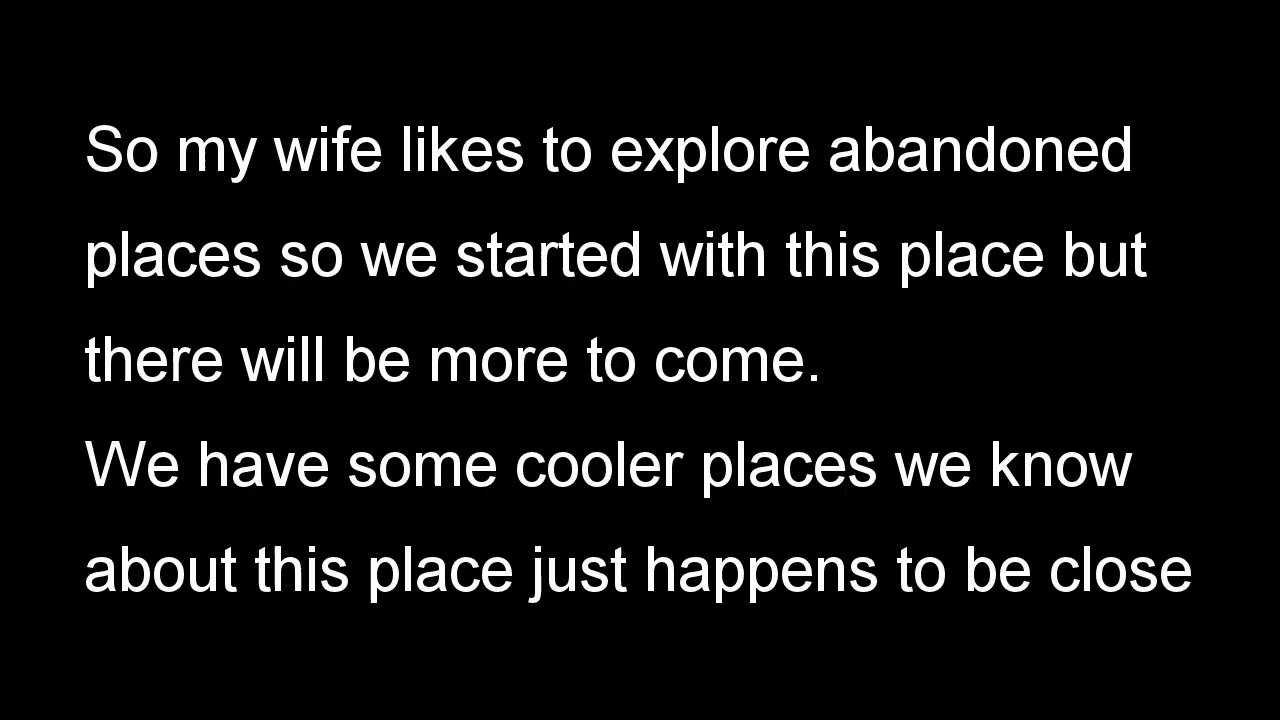 So my wife likes to explore abandoned
places so we started with this place but
there will be more to come.
We have some cooler places we know
about this place just happens to be close